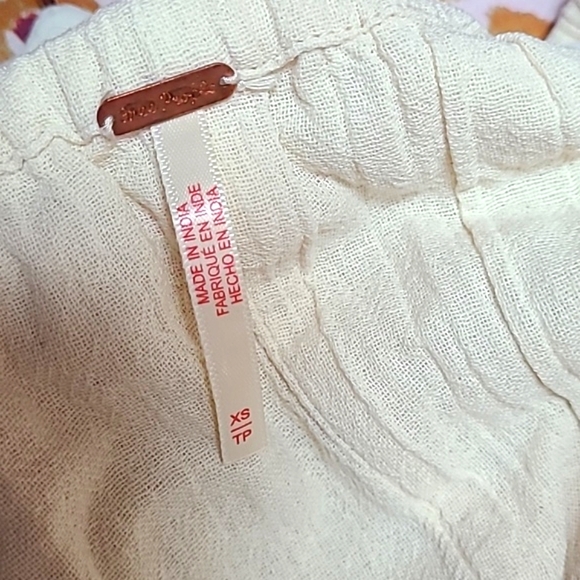 Free People
MADE IN INDIA
FABRIQUÉ EN INDE
HECHO EN INDIA
XS
TP